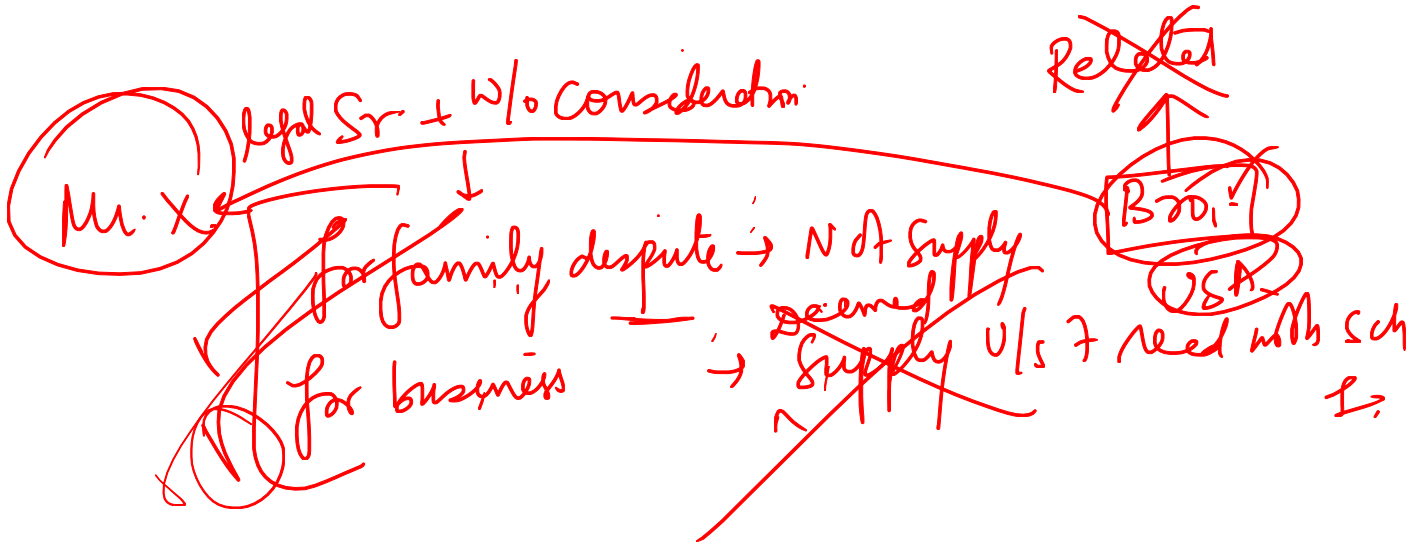 Related
legal Sr. + W/o Consideration
Mr. X.
Bro.
USA.
for family despute → Not Supply
Deemed
for business → Supply U/s 7 read with Sch
I.